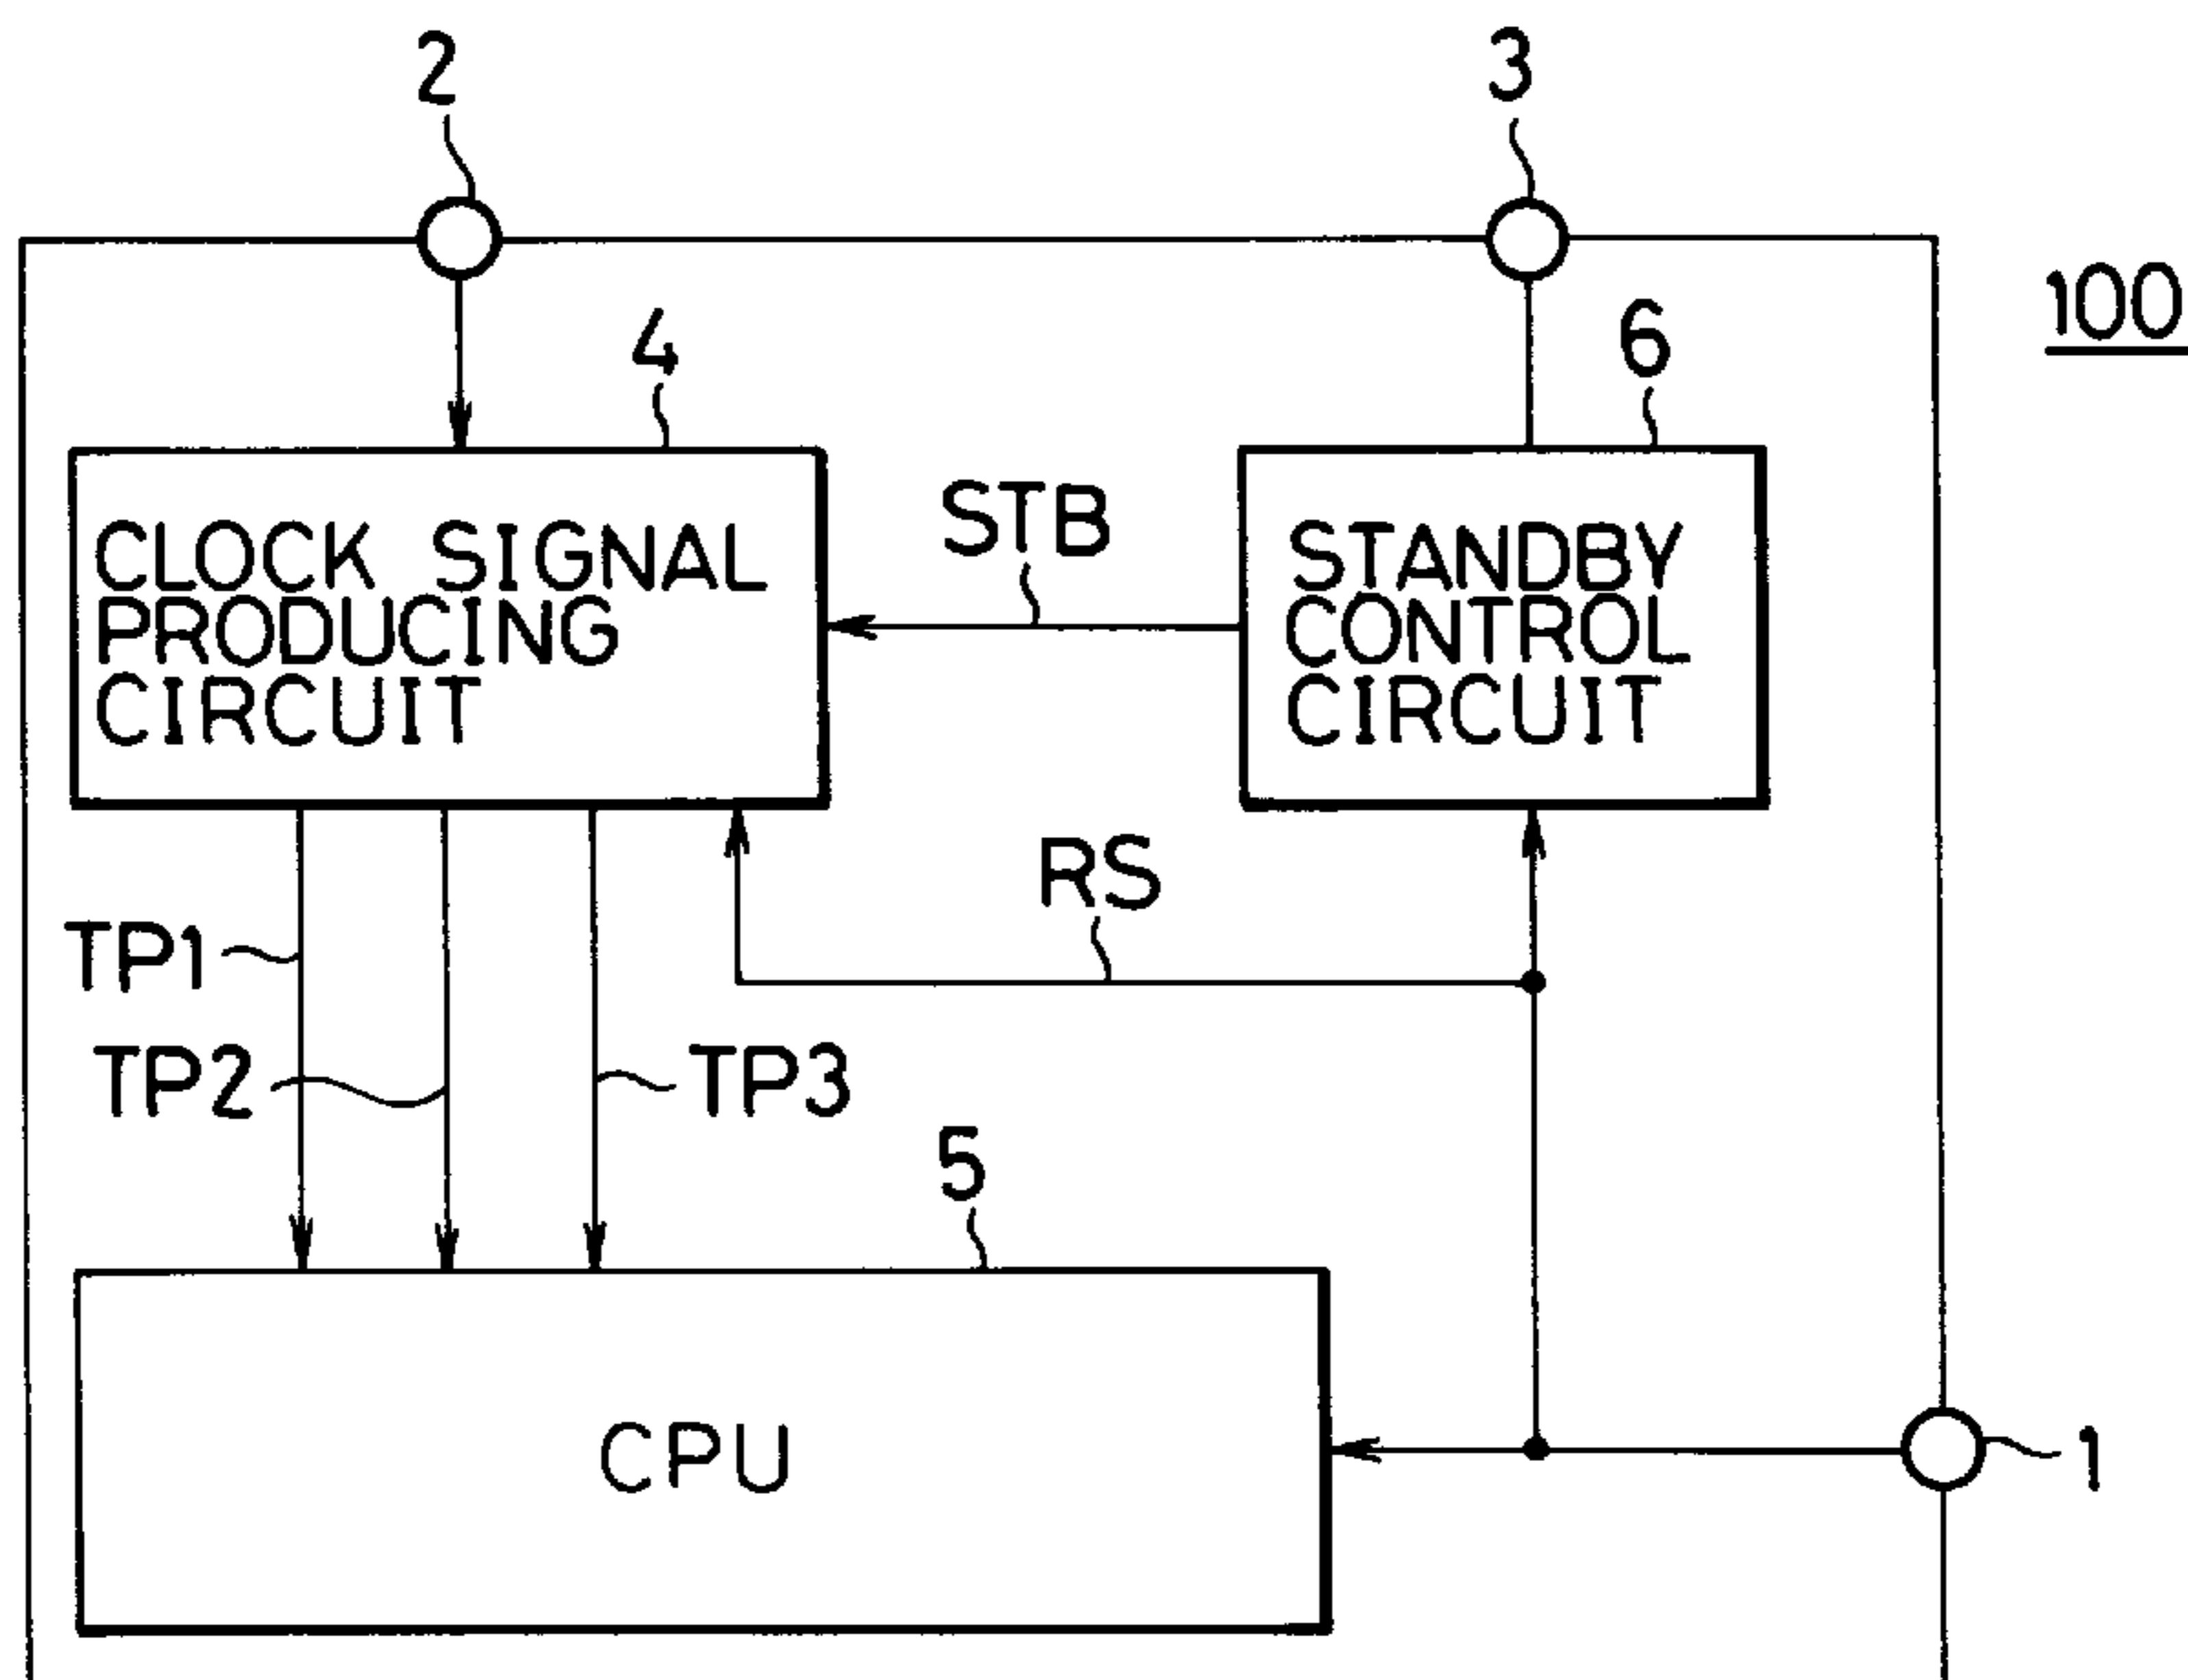 2
3
100
4
6
CLOCK SIGNAL
PRODUCING
CIRCUIT
STB
STANDBY
CONTROL
CIRCUIT
RS
TP1
TP2
TP3
5
CPU
1